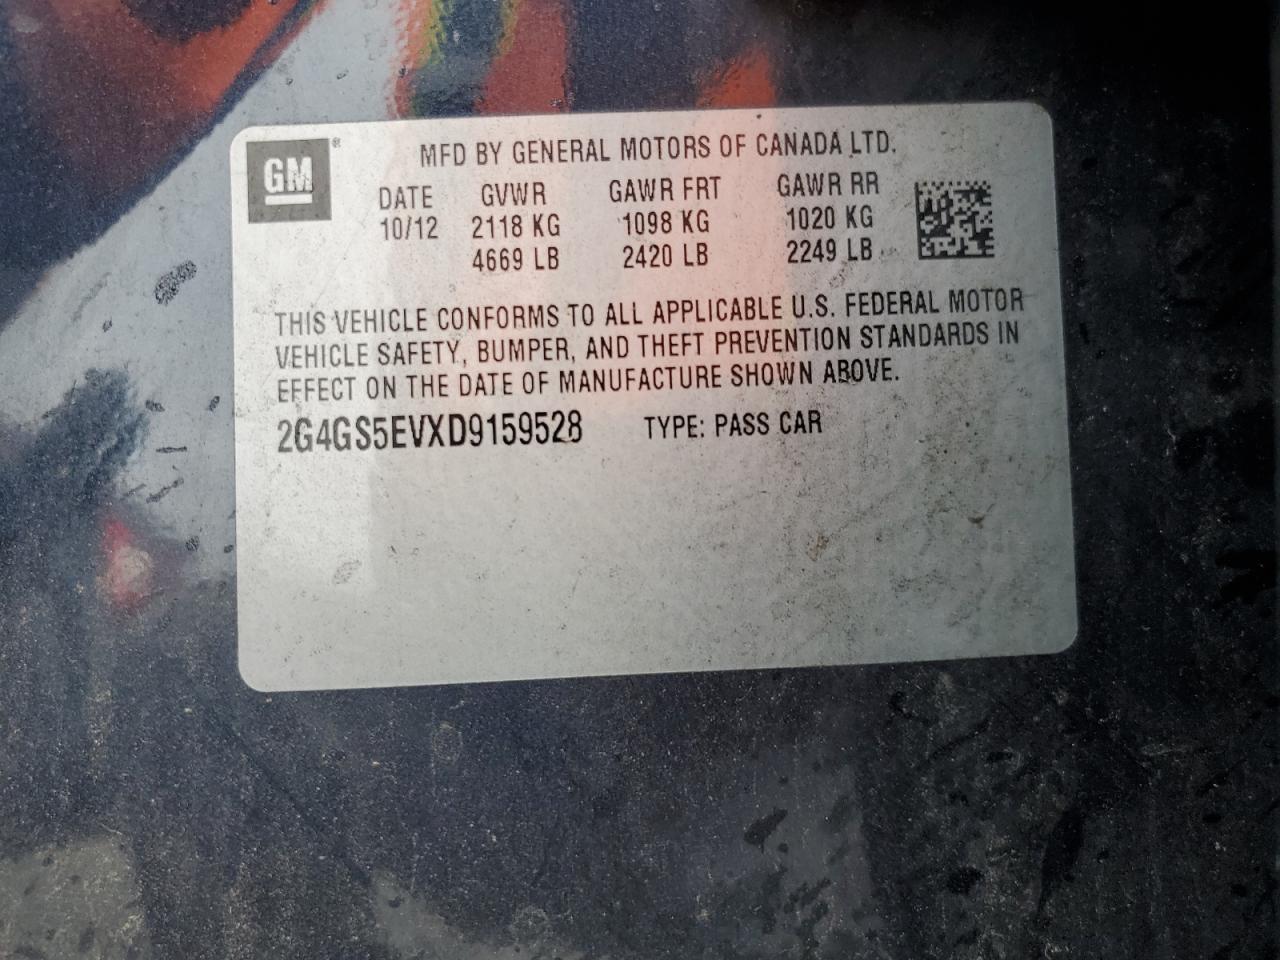 GM ®
MFD BY GENERAL MOTORS OF CANADA LTD.
DATE GVWR GAWR FRT GAWR RR
10/12 2118 KG 1098 KG 1020 KG
4669 LB 2420 LB 2249 LB
THIS VEHICLE CONFORMS TO ALL APPLICABLE U.S. FEDERAL MOTOR
VEHICLE SAFETY, BUMPER, AND THEFT PREVENTION STANDARDS IN
EFFECT ON THE DATE OF MANUFACTURE SHOWN ABOVE.
2G4GS5EVXD9159528 TYPE: PASS CAR